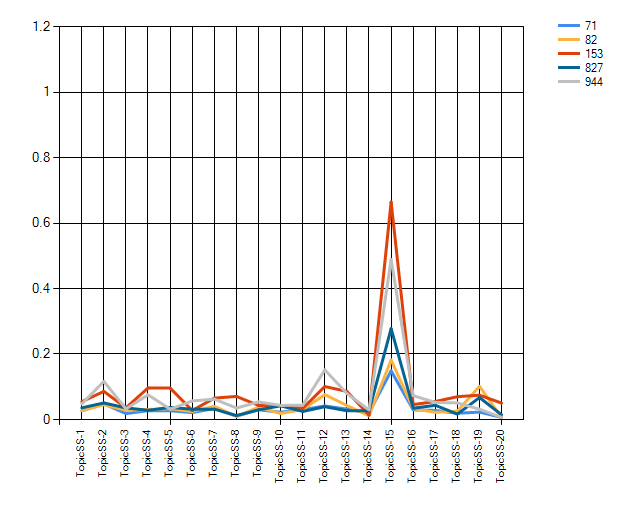 1.2
1
0.8
0.6
0.4
0.2
0
71
82
153
827
944
TopicSS-1
TopicSS-2
TopicSS-3
TopicSS-4
TopicSS-5
TopicSS-6
TopicSS-7
TopicSS-8
TopicSS-9
TopicSS-10
TopicSS-11
TopicSS-12
TopicSS-13
TopicSS-14
TopicSS-15
TopicSS-16
TopicSS-17
TopicSS-18
TopicSS-19
TopicSS-20